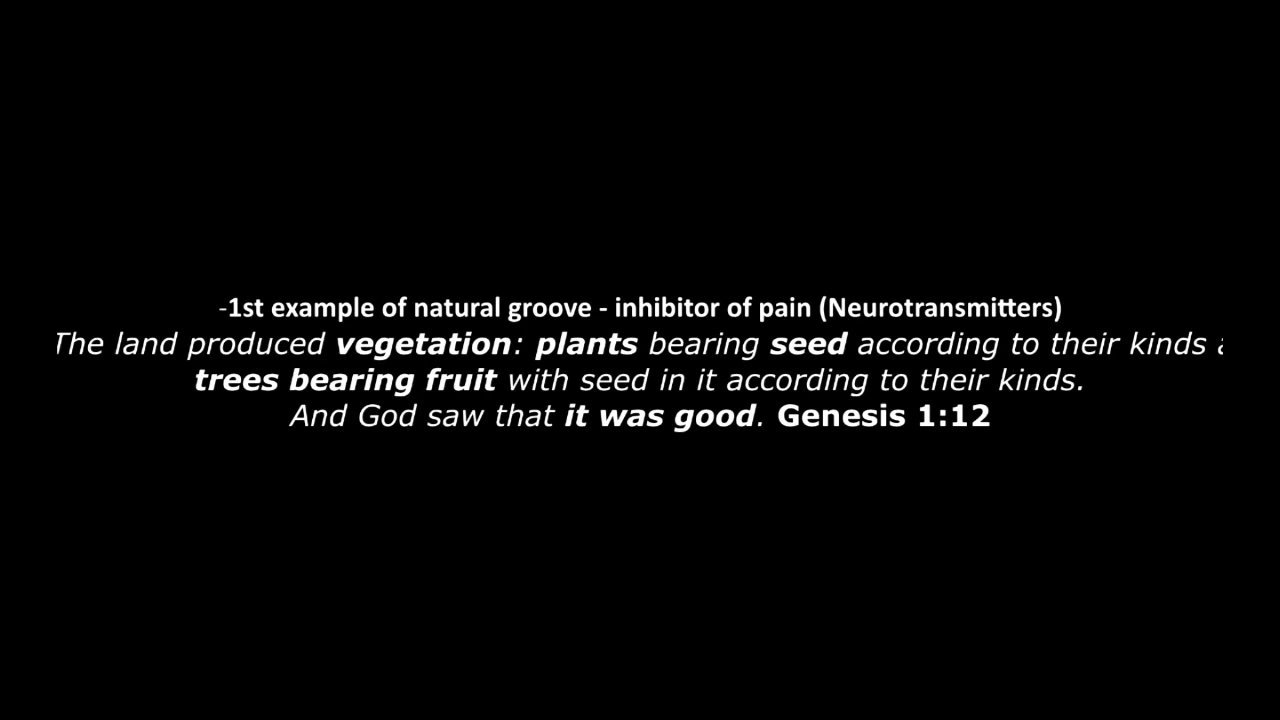 -1st example of natural groove - inhibitor of pain (Neurotransmitters)
The land produced vegetation: plants bearing seed according to their kinds
trees bearing fruit with seed in it according to their kinds.
And God saw that it was good. Genesis 1:12